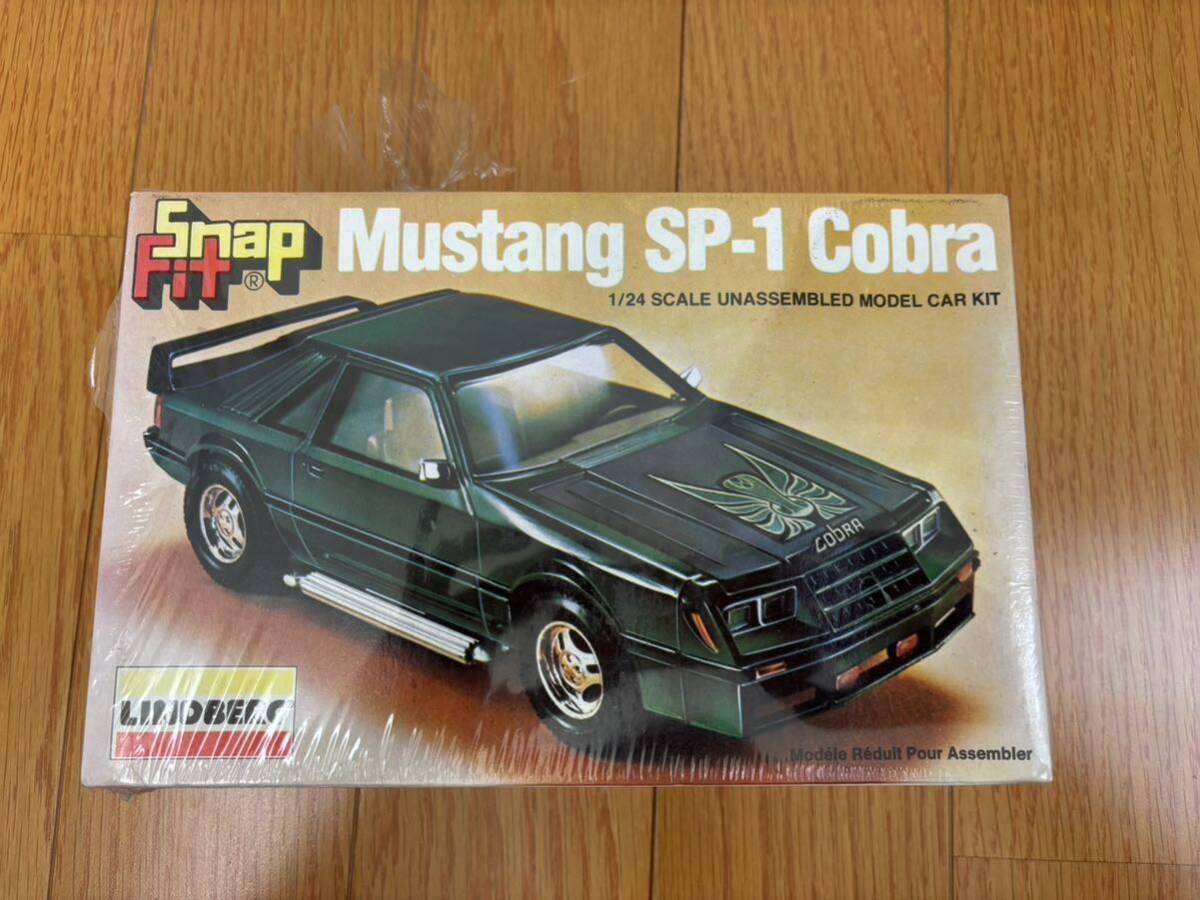 Snap
Fit®
Mustang SP-1 Cobra
1/24 SCALE UNASSEMBLED MODEL CAR KIT
COBRA
LINDBERG
Modèle Réduit Pour Assembler